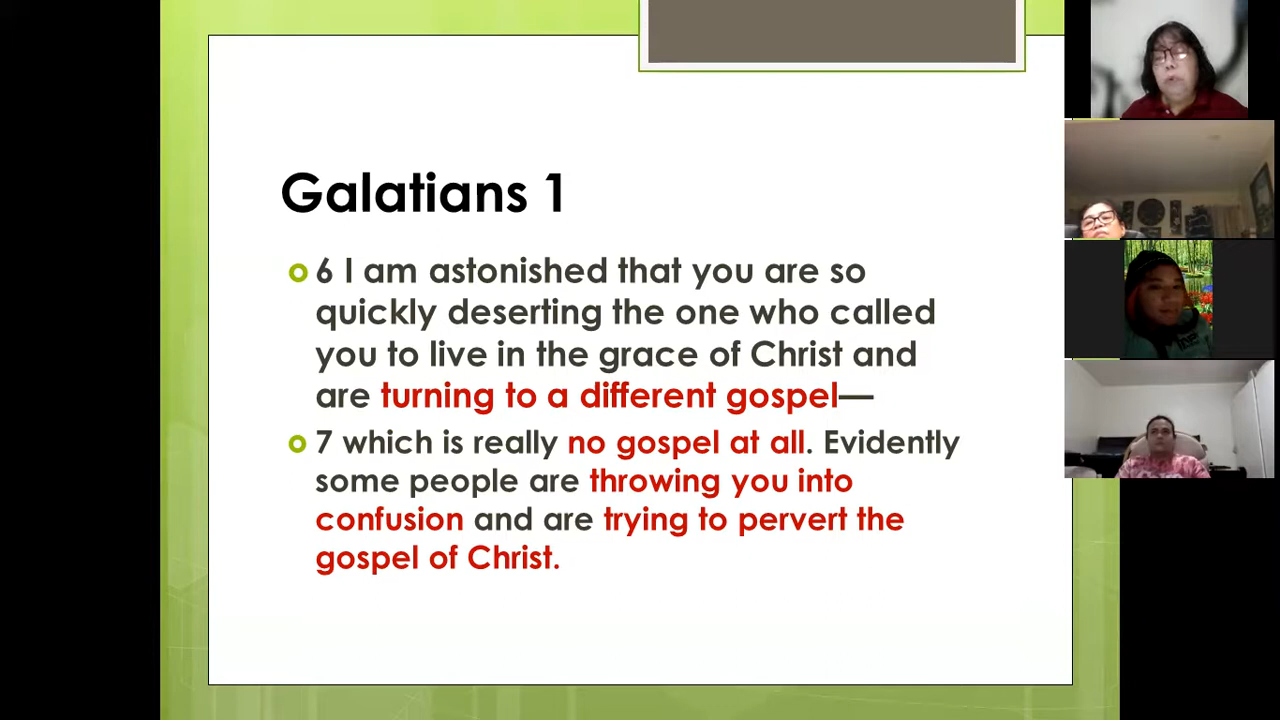 Galatians 1
6 I am astonished that you are so
quickly deserting the one who called
you to live in the grace of Christ and
are turning to a different gospel—
7 which is really no gospel at all. Evidently
some people are throwing you into
confusion and are trying to pervert the
gospel of Christ.